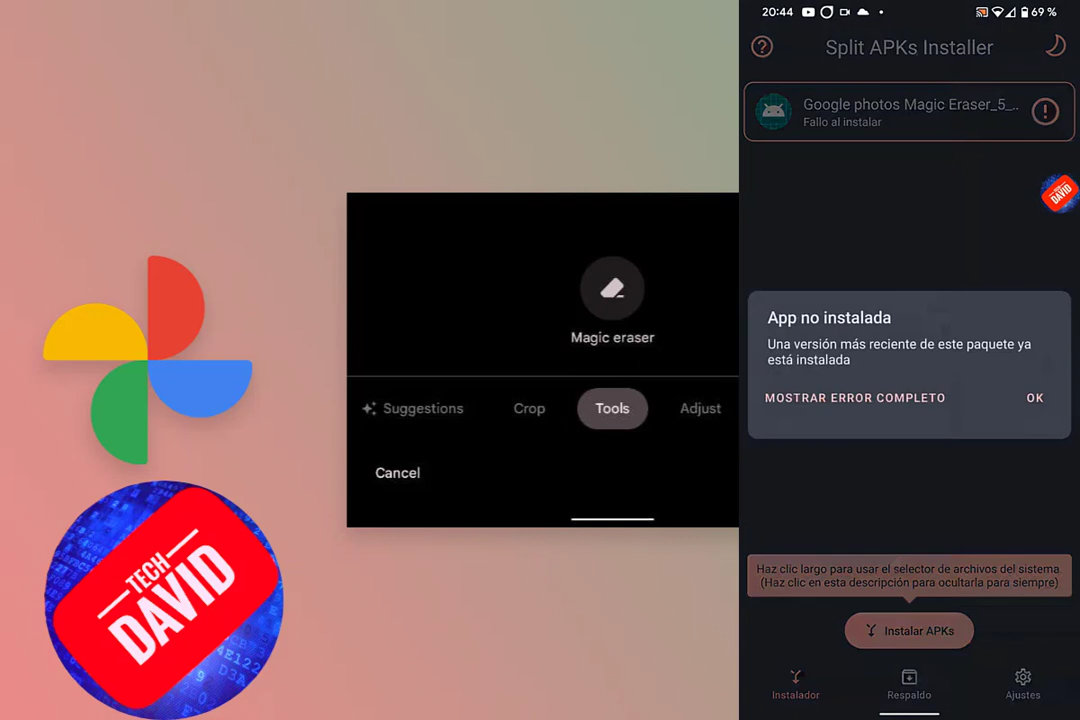 20:44
69 %
Split APKs Installer
Google photos Magic Eraser_5_..
Fallo al instalar
TECH
DAVID
Magic eraser
Suggestions
Crop
Tools
Adjust
Cancel
App no instalada
Una versión más reciente de este paquete ya
está instalada
MOSTRAR ERROR COMPLETO
OK
TECH
DAVID
Haz clic largo para usar el selector de archivos del sistema
(Haz clic en esta descripción para ocultarla para siempre)
Instalar APKs
Instalador
Respaldo
Ajustes